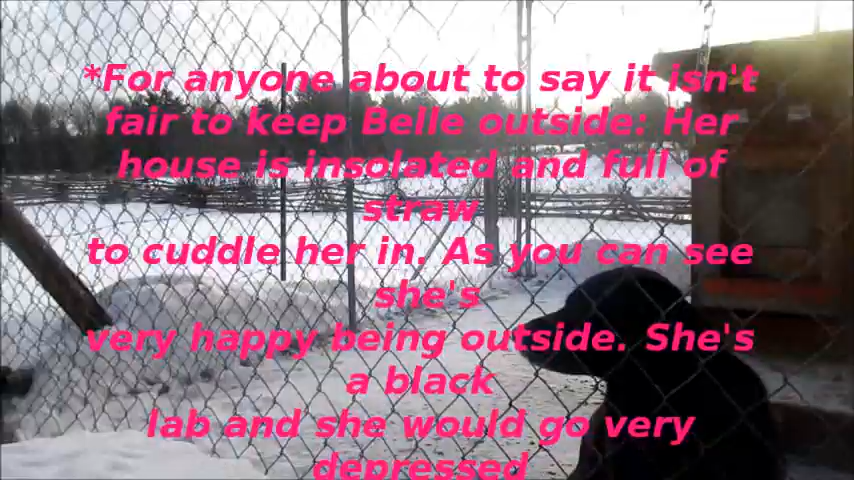 *For anyone about to say it isn't
fair to keep Belle outside: Her
house is insolated and full of
straw
to cuddle her in. As you can see
she's
very happy being outside. She's
a black
lab and she would go very
depressed